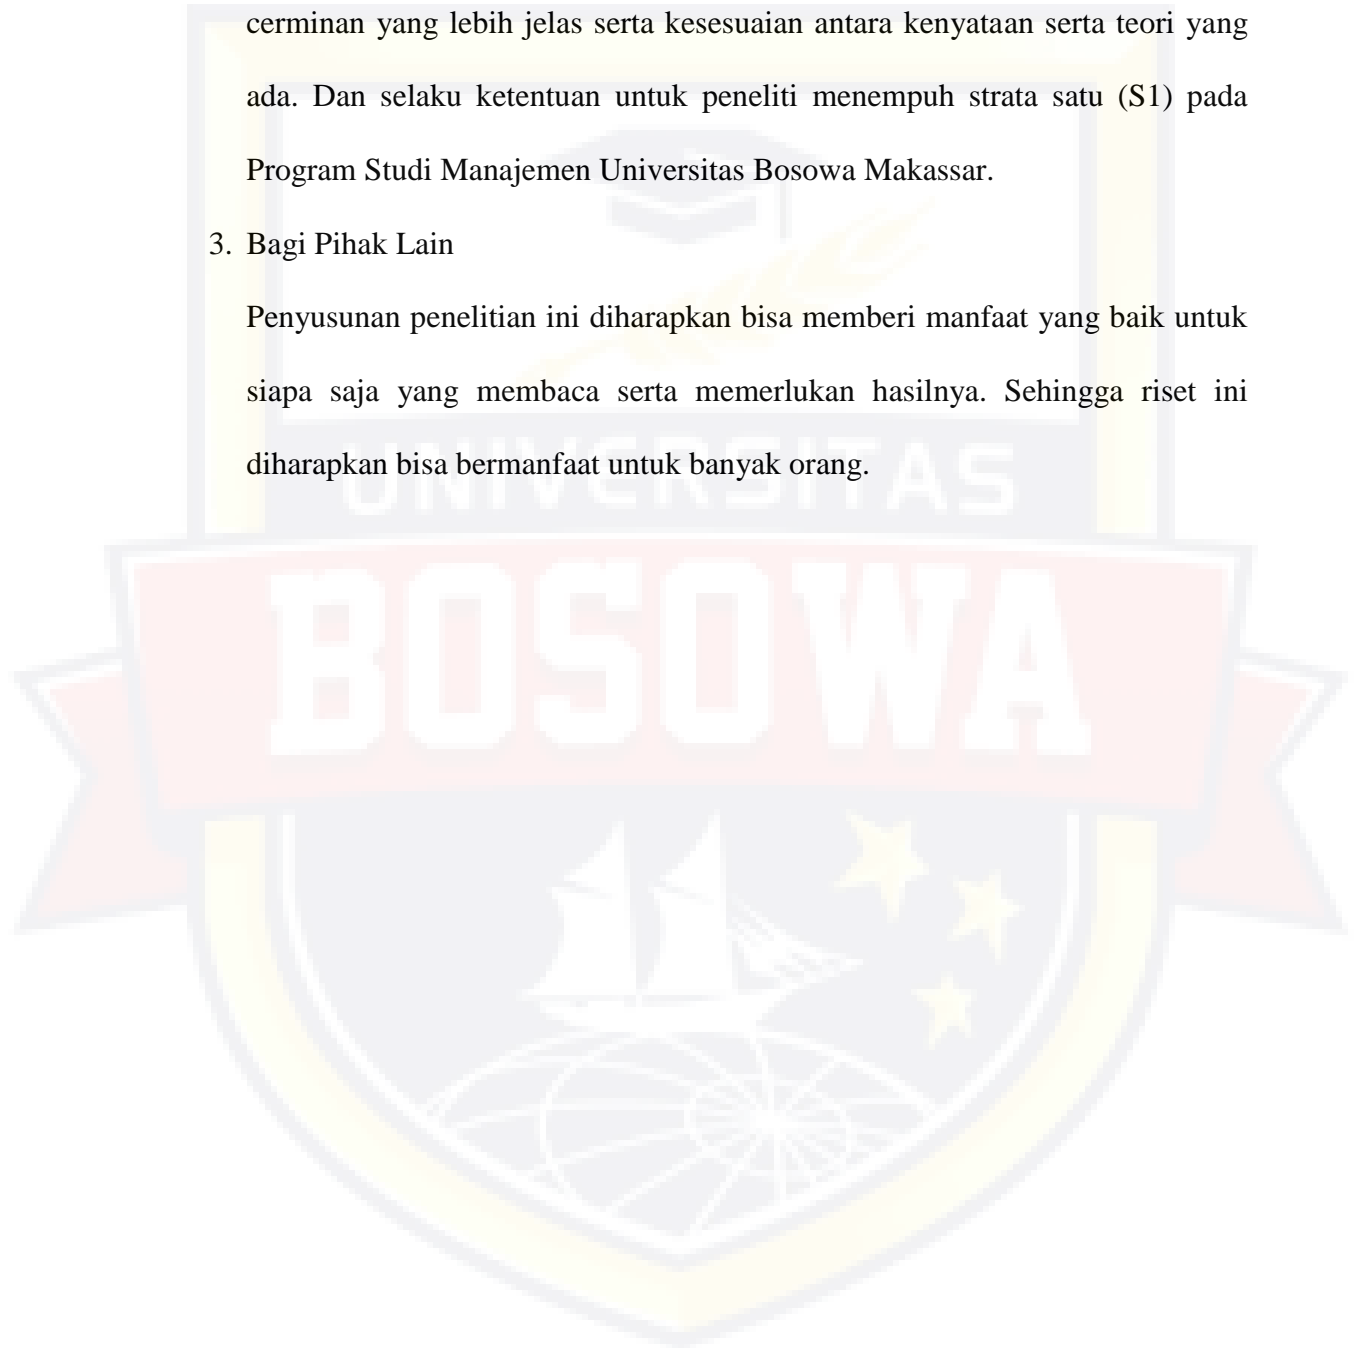 cerminan yang lebih jelas serta kesesuaian antara kenyataan serta teori yang
ada. Dan selaku ketentuan untuk peneliti menempuh strata satu (S1) pada
Program Studi Manajemen Universitas Bosowa Makassar.
3. Bagi Pihak Lain
Penyusunan penelitian ini diharapkan bisa memberi manfaat yang baik untuk
siapa saja yang membaca serta memerlukan hasilnya. Sehingga riset ini
diharapkan bisa bermanfaat untuk banyak orang.
UNIVERSITAS
BOSOWA